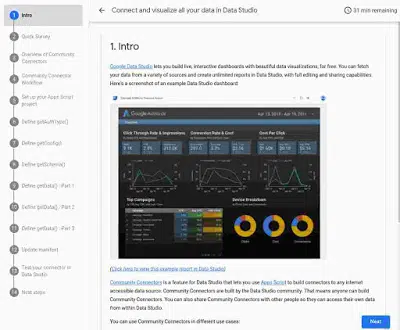 1 Intro
2 Quick Survey
3 Overview of Community
Connectors
4 Community Connector
Workflow
5 Set up your Apps Script
project
6 Define getAuthType()
7 Define getConfig()
8 Define getSchema()
9 Define getData() - Part 1
10 Define getData() - Part 2
11 Define getData() - Part 3
12 Update manifest
13 Test your connector in
Data Studio
14 Next steps
Connect and visualize all your data in Data Studio
31 min remaining
1. Intro
Google Data Studio lets you build live, interactive dashboards with beautiful data visualizations, for free. You can fetch
your data from a variety of sources and create unlimited reports in Data Studio, with full editing and sharing capabilities.
Here's a screenshot of an example Data Studio dashboard:
Google Merch
Click Through Rate & Impressions
Conversion Rate & Cost
Cost Per Click
Top Campaigns
Device Breakdown
(Click here to view this example report in Data Studio)
Community Connectors is a feature for Data Studio that lets you use Apps Script to build connectors to any internet
accessible data source. Community Connectors are built by the Data Studio community. That means anyone can build
Community Connectors. You can also share Community Connectors with other people so they can access their own data
from within Data Studio.
You can use Community Connectors in different use cases:
Next